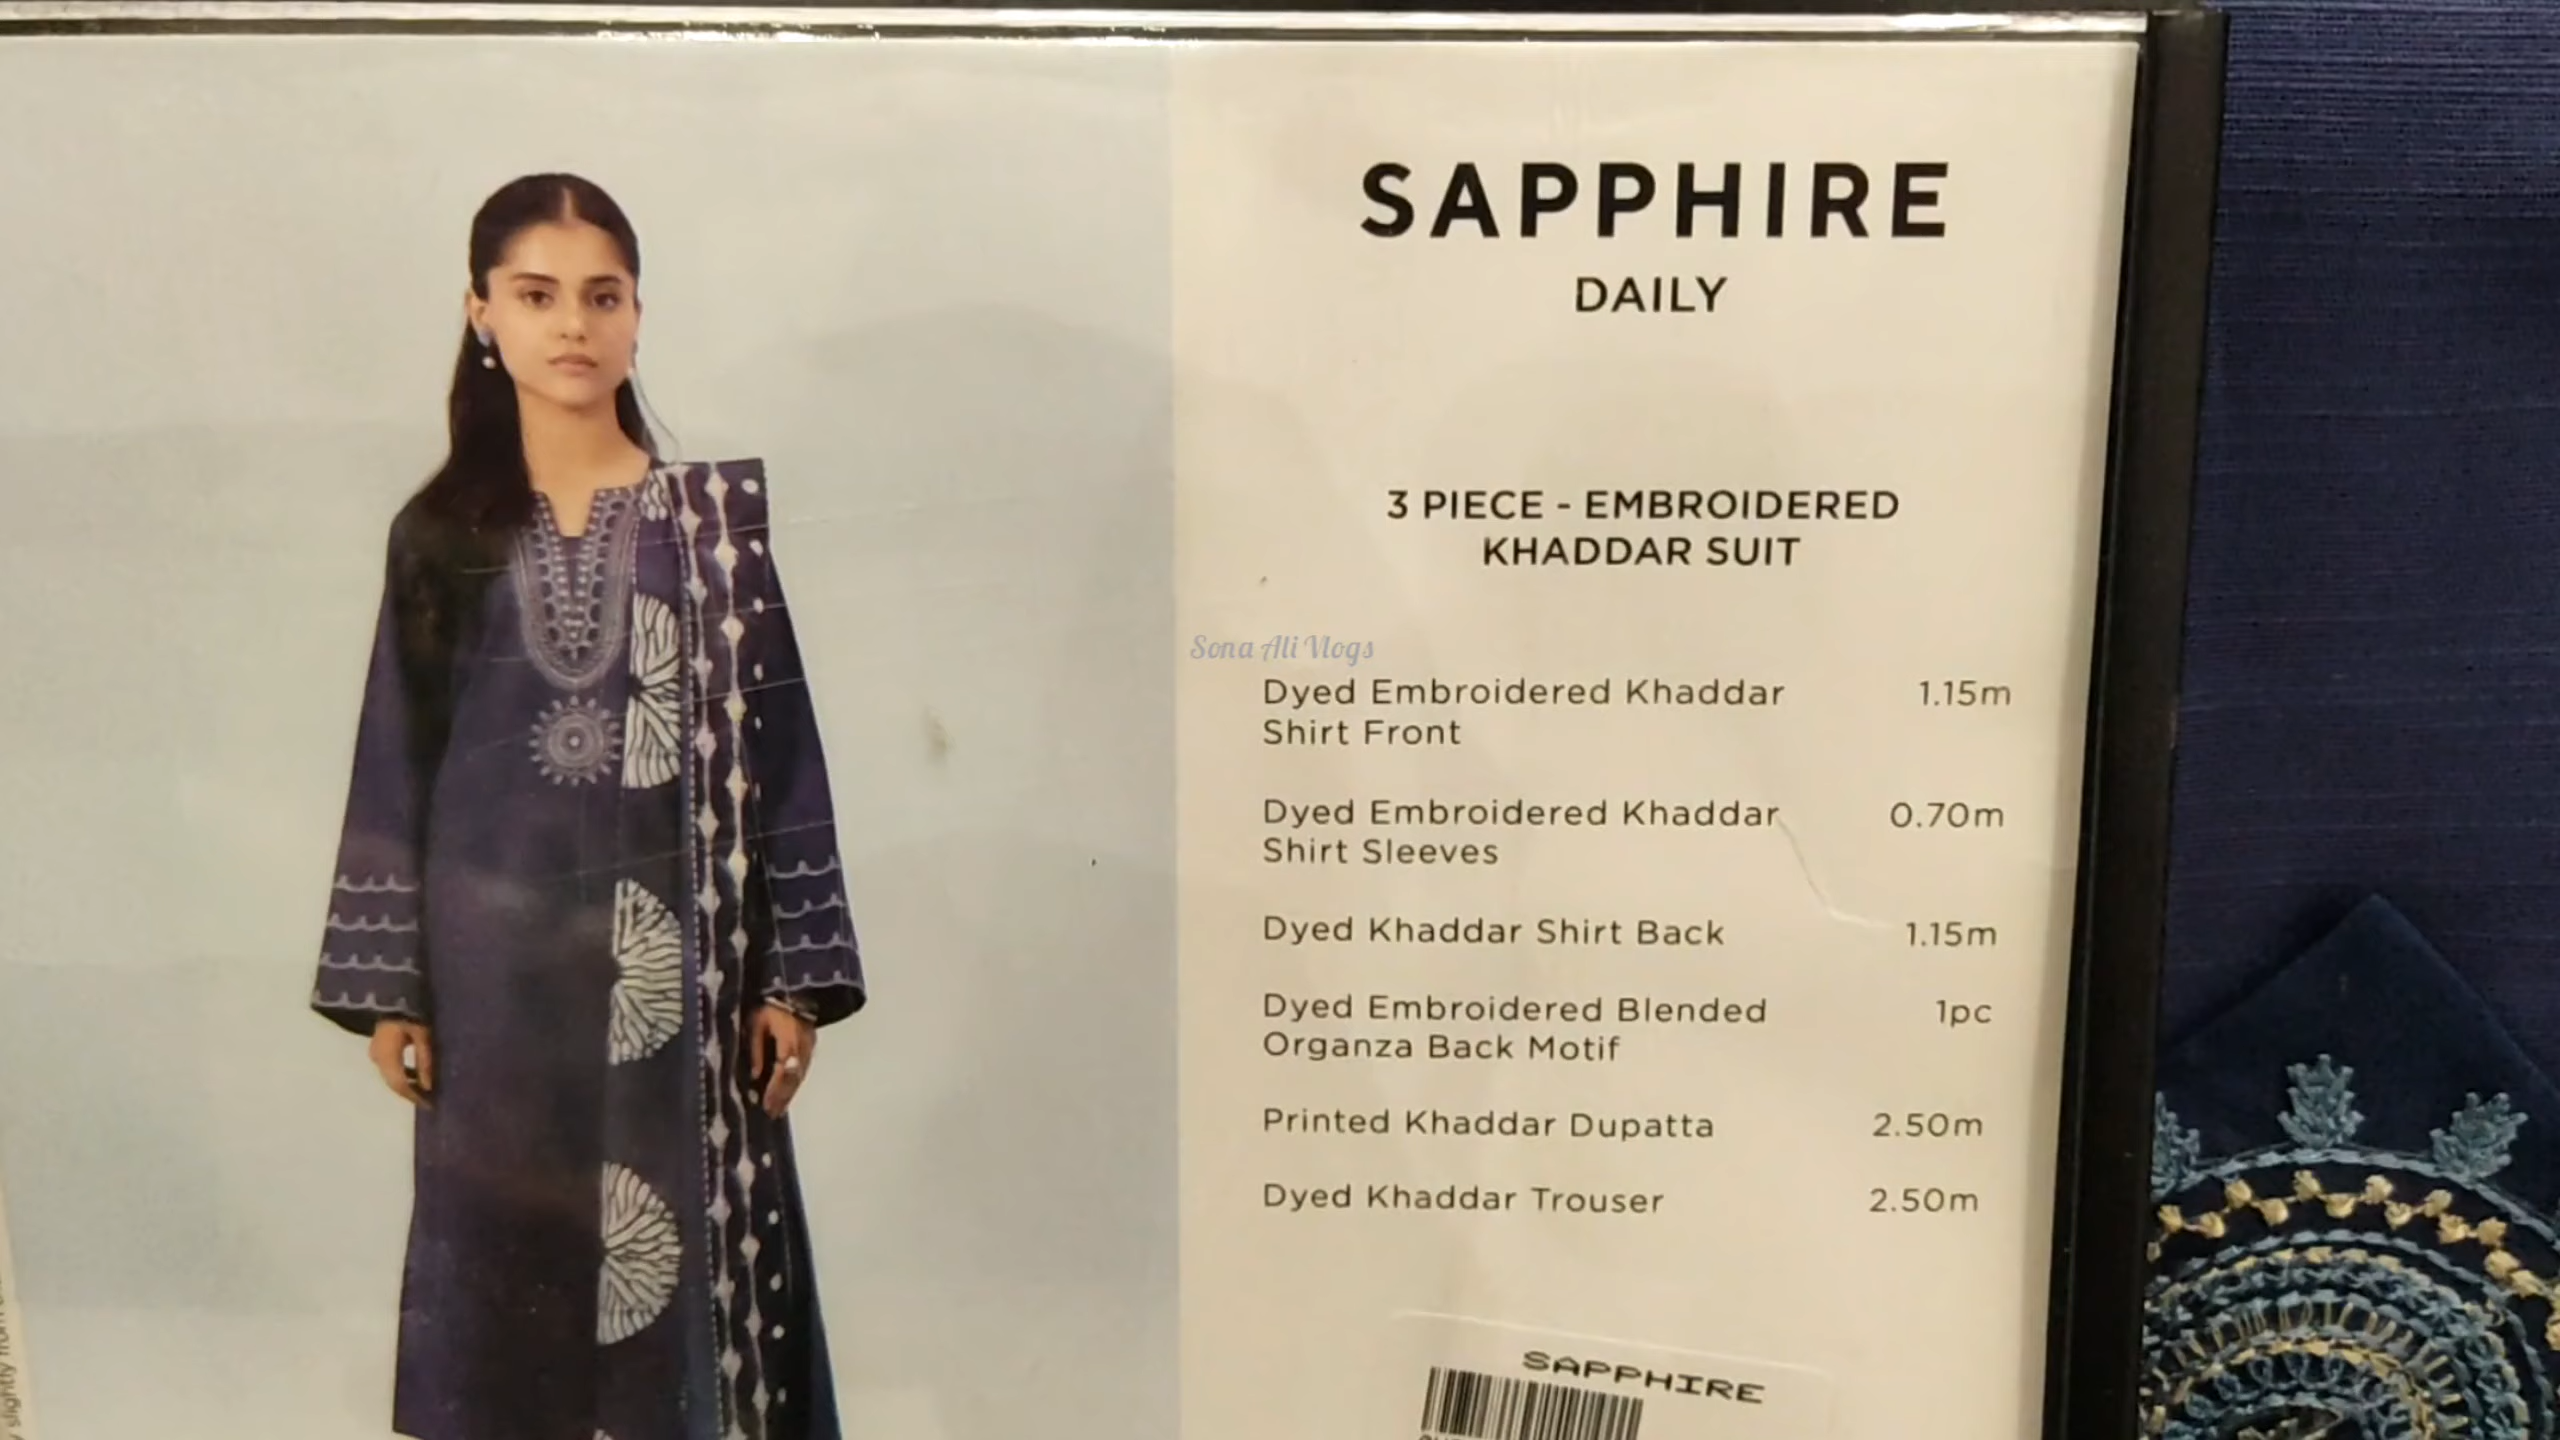 SAPPHIRE
DAILY
3 PIECE - EMBROIDERED
KHADDAR SUIT
Sona Ali Vlogs
Dyed Embroidered Khaddar 1.15m
Shirt Front
Dyed Embroidered Khaddar 0.70m
Shirt Sleeves
Dyed Khaddar Shirt Back 1.15m
Dyed Embroidered Blended 1pc
Organza Back Motif
Printed Khaddar Dupatta 2.50m
Dyed Khaddar Trouser 2.50m
SAPPHIRE
slightly from